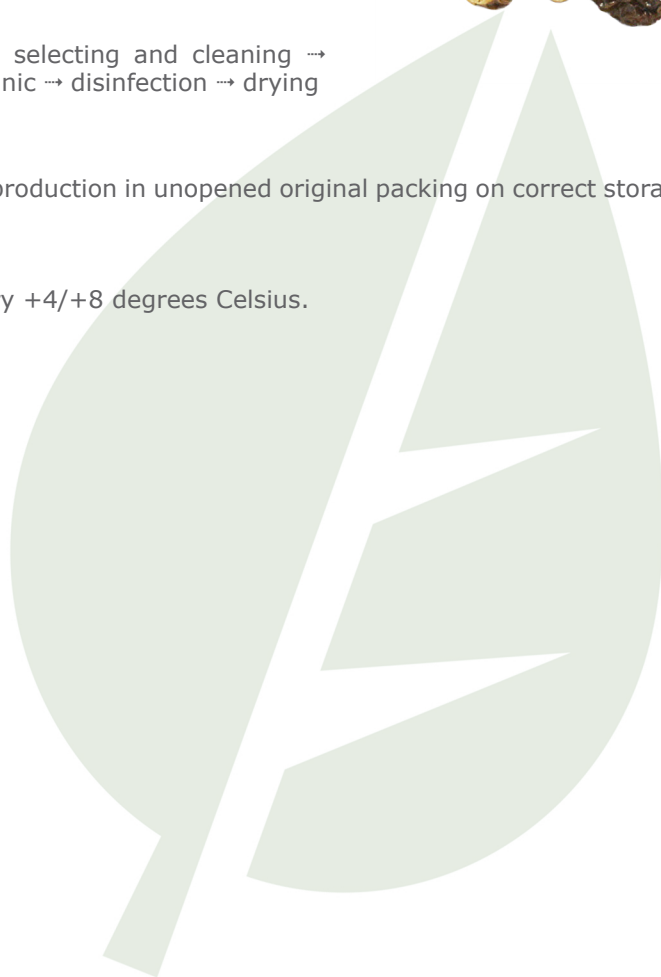 selecting and cleaning ⤑
nic ⤑ disinfection ⤑ drying
production in unopened original packing on correct stora
y +4/+8 degrees Celsius.